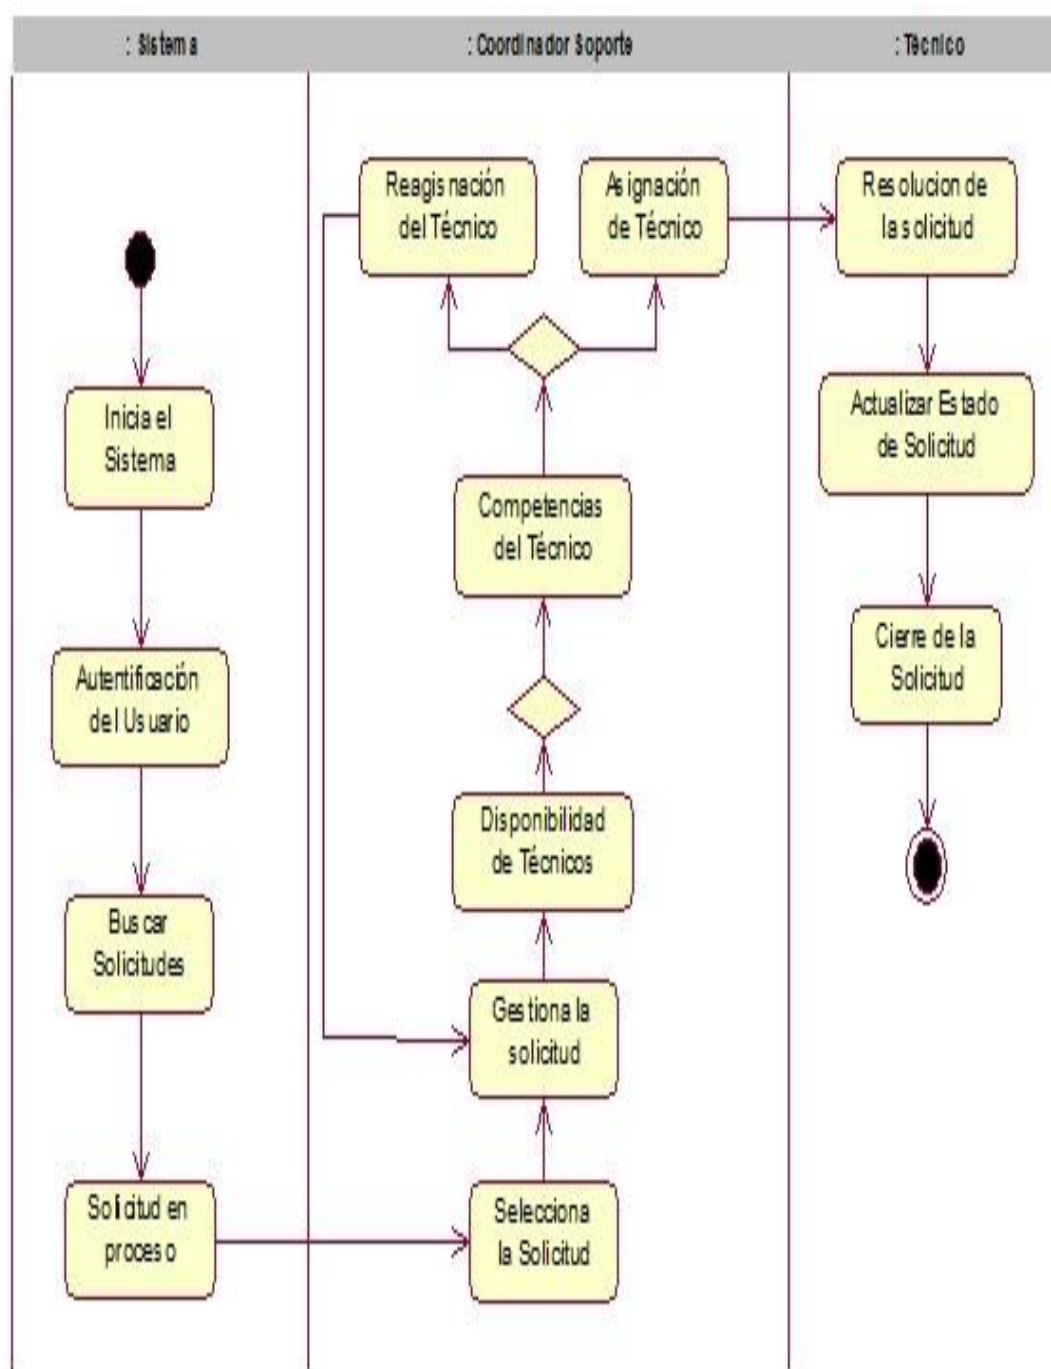 : Sistema
: Coordinador Soporte
: Técnico
Inicia el
Sistema
Autentificación
del Usuario
Buscar
Solicitudes
Solicitud en
proceso
Reagisnación
del Técnico
Asignación
de Técnico
Competencias
del Técnico
Disponibilidad
de Técnicos
Gestiona la
solicitud
Selecciona
la Solicitud
Resolucion de
la solicitud
Actualizar Estado
de Solicitud
Cierre de la
Solicitud